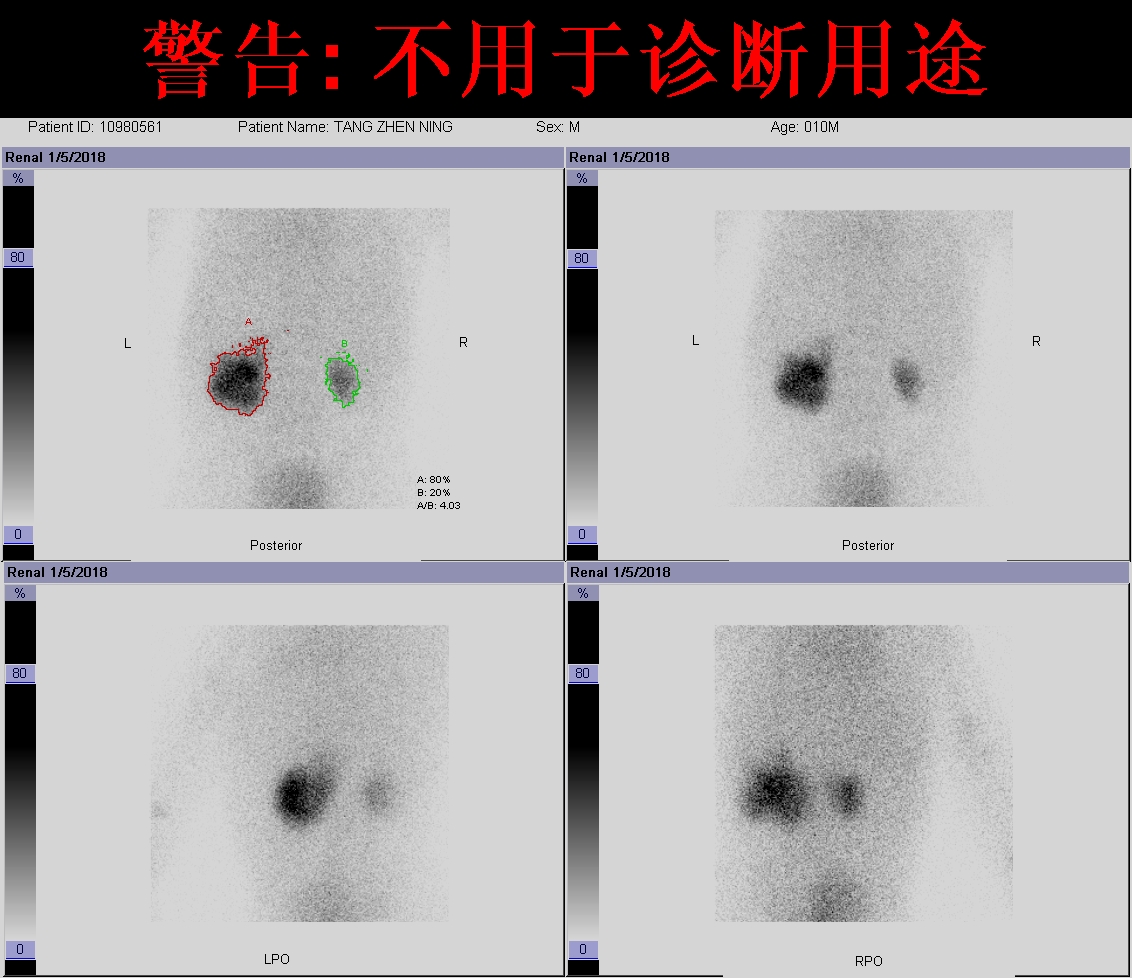 警告: 不用于诊断用途
Patient ID: 10980561 Patient Name: TANG ZHEN NING Sex: M Age: 010M
Renal 1/5/2018
%
80
0
L
R
A
B
A: 80%
B: 20%
A/B: 4.03
Posterior
Renal 1/5/2018
%
80
0
L
R
Posterior
Renal 1/5/2018
%
80
0
LPO
Renal 1/5/2018
%
80
0
RPO